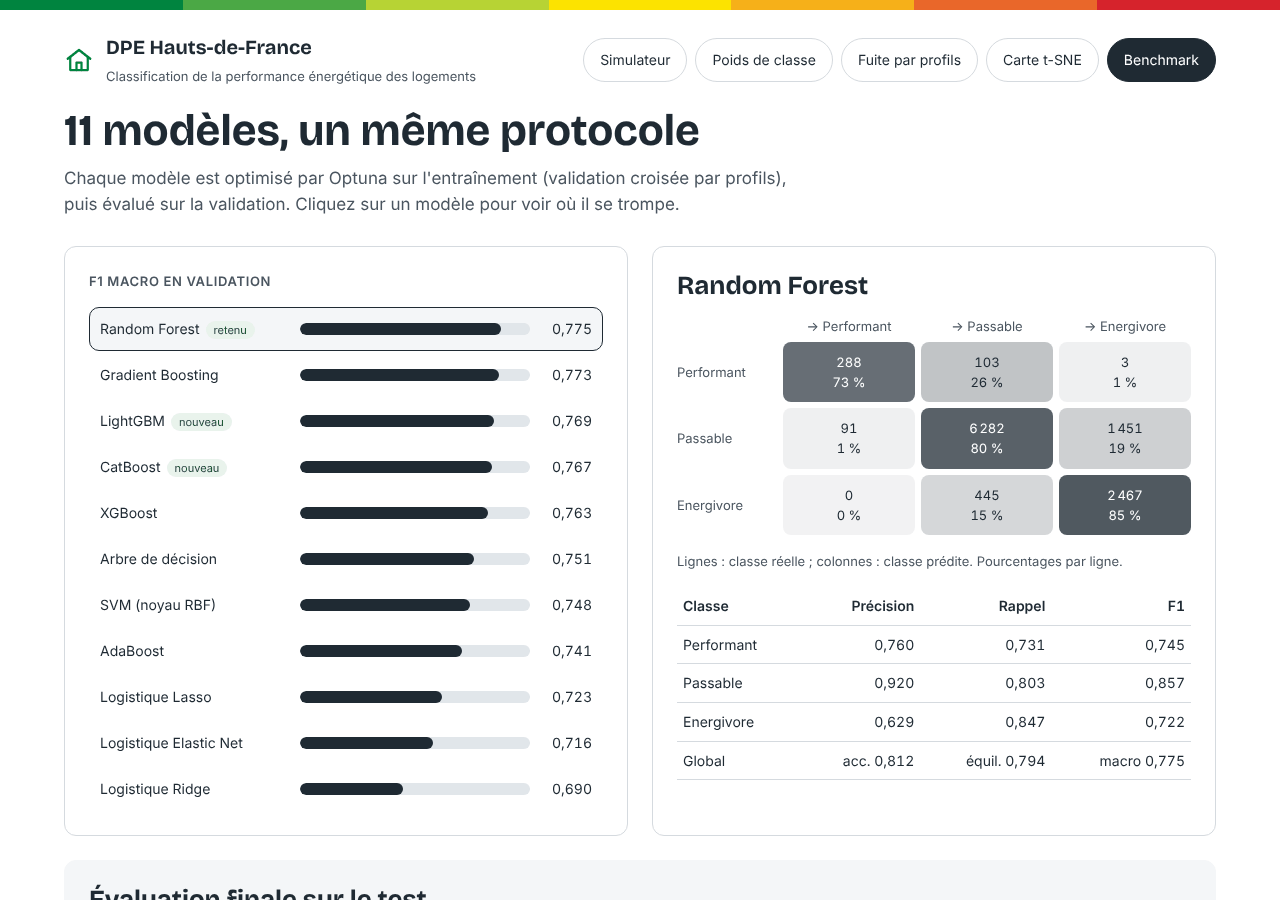 DPE Hauts-de-France
Classification de la performance énergétique des logements
Simulateur
Poids de classe
Fuite par profils
Carte t-SNE
Benchmark
11 modèles, un même protocole
Chaque modèle est optimisé par Optuna sur l'entraînement (validation croisée par profils),
puis évalué sur la validation. Cliquez sur un modèle pour voir où il se trompe.
F1 MACRO EN VALIDATION
Random Forest retenu 0,775
Gradient Boosting 0,773
LightGBM nouveau 0,769
CatBoost nouveau 0,767
XGBoost 0,763
Arbre de décision 0,751
SVM (noyau RBF) 0,748
AdaBoost 0,741
Logistique Lasso 0,723
Logistique Elastic Net 0,716
Logistique Ridge 0,690
Random Forest
→ Performant → Passable → Energivore
Performant 288 103 3
73 % 26 % 1 %
Passable 91 6 282 1 451
1 % 80 % 19 %
Energivore 0 445 2 467
0 % 15 % 85 %
Lignes : classe réelle ; colonnes : classe prédite. Pourcentages par ligne.
Classe Précision Rappel F1
Performant 0,760 0,731 0,745
Passable 0,920 0,803 0,857
Energivore 0,629 0,847 0,722
Global acc. 0,812 équil. 0,794 macro 0,775
Évaluation finale sur le test